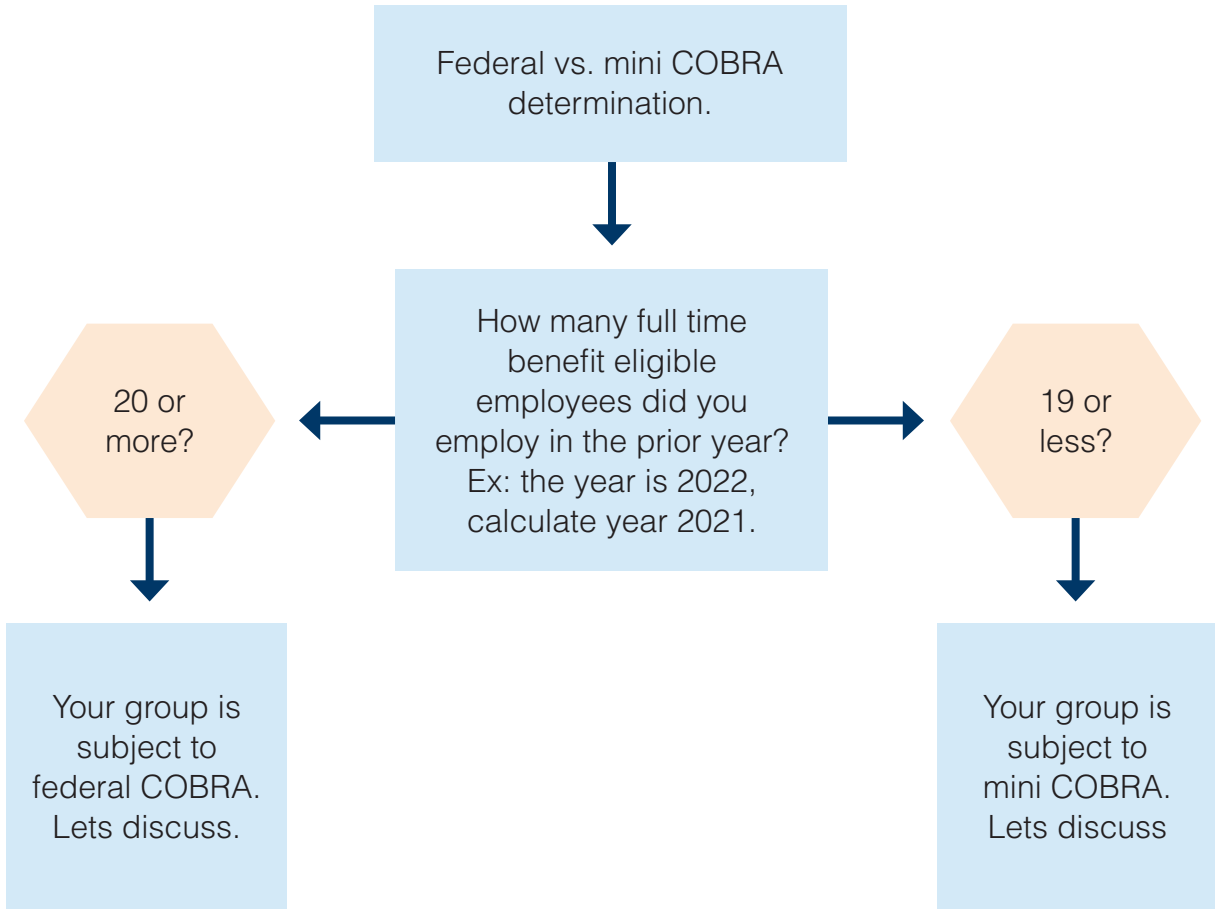 Federal vs. mini COBRA
determination.
How many full time
benefit eligible
employees did you
employ in the prior year?
Ex: the year is 2022,
calculate year 2021.
20 or
more?
19 or
less?
Your group is
subject to
federal COBRA.
Lets discuss.
Your group is
subject to
mini COBRA.
Lets discuss